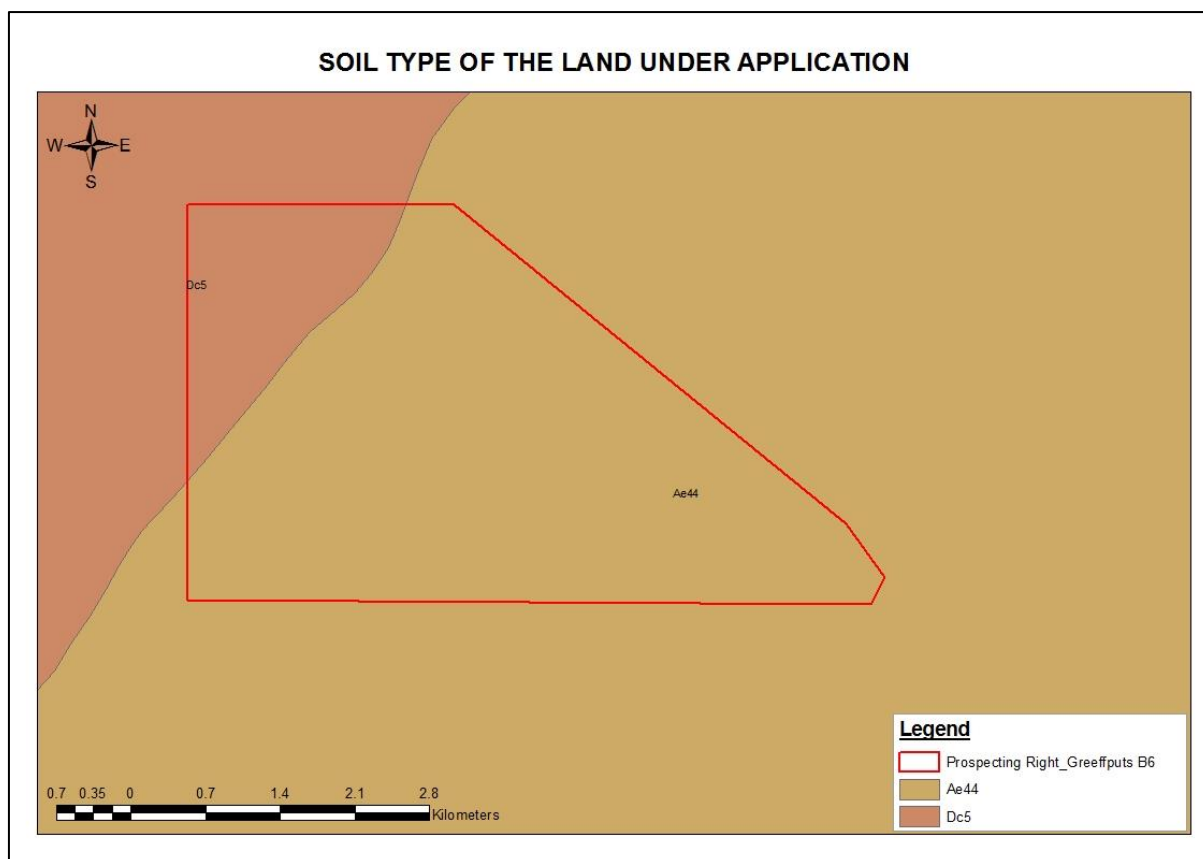 SOIL TYPE OF THE LAND UNDER APPLICATION
N
W E
S
Dc5
Ae44
Legend
Prospecting Right_Greeffputs B6
Ae44
Dc5
0.7 0.35 0 0.7 1.4 2.1 2.8
Kilometers